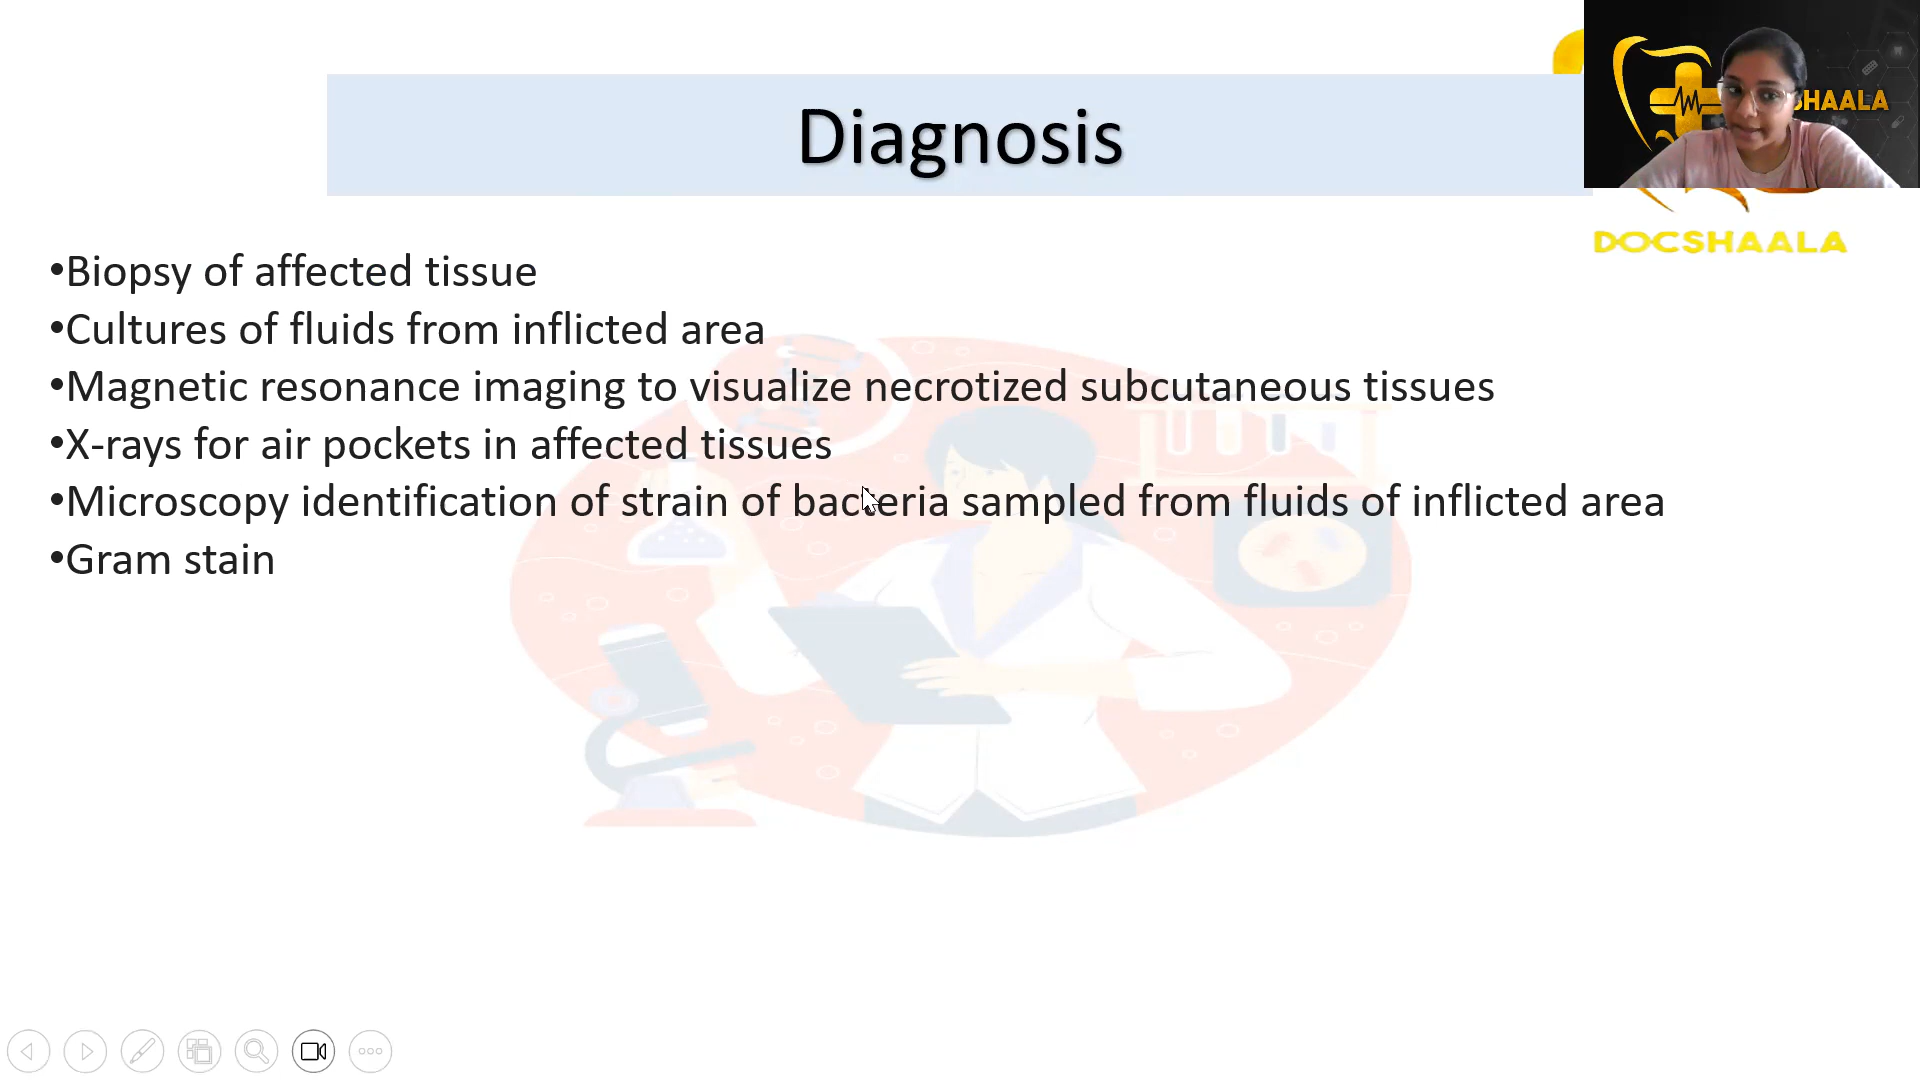 Diagnosis
SHAALA
DOCSHAALA
•Biopsy of affected tissue
•Cultures of fluids from inflicted area
•Magnetic resonance imaging to visualize necrotized subcutaneous tissues
•X-rays for air pockets in affected tissues
•Microscopy identification of strain of bacteria sampled from fluids of inflicted area
•Gram stain